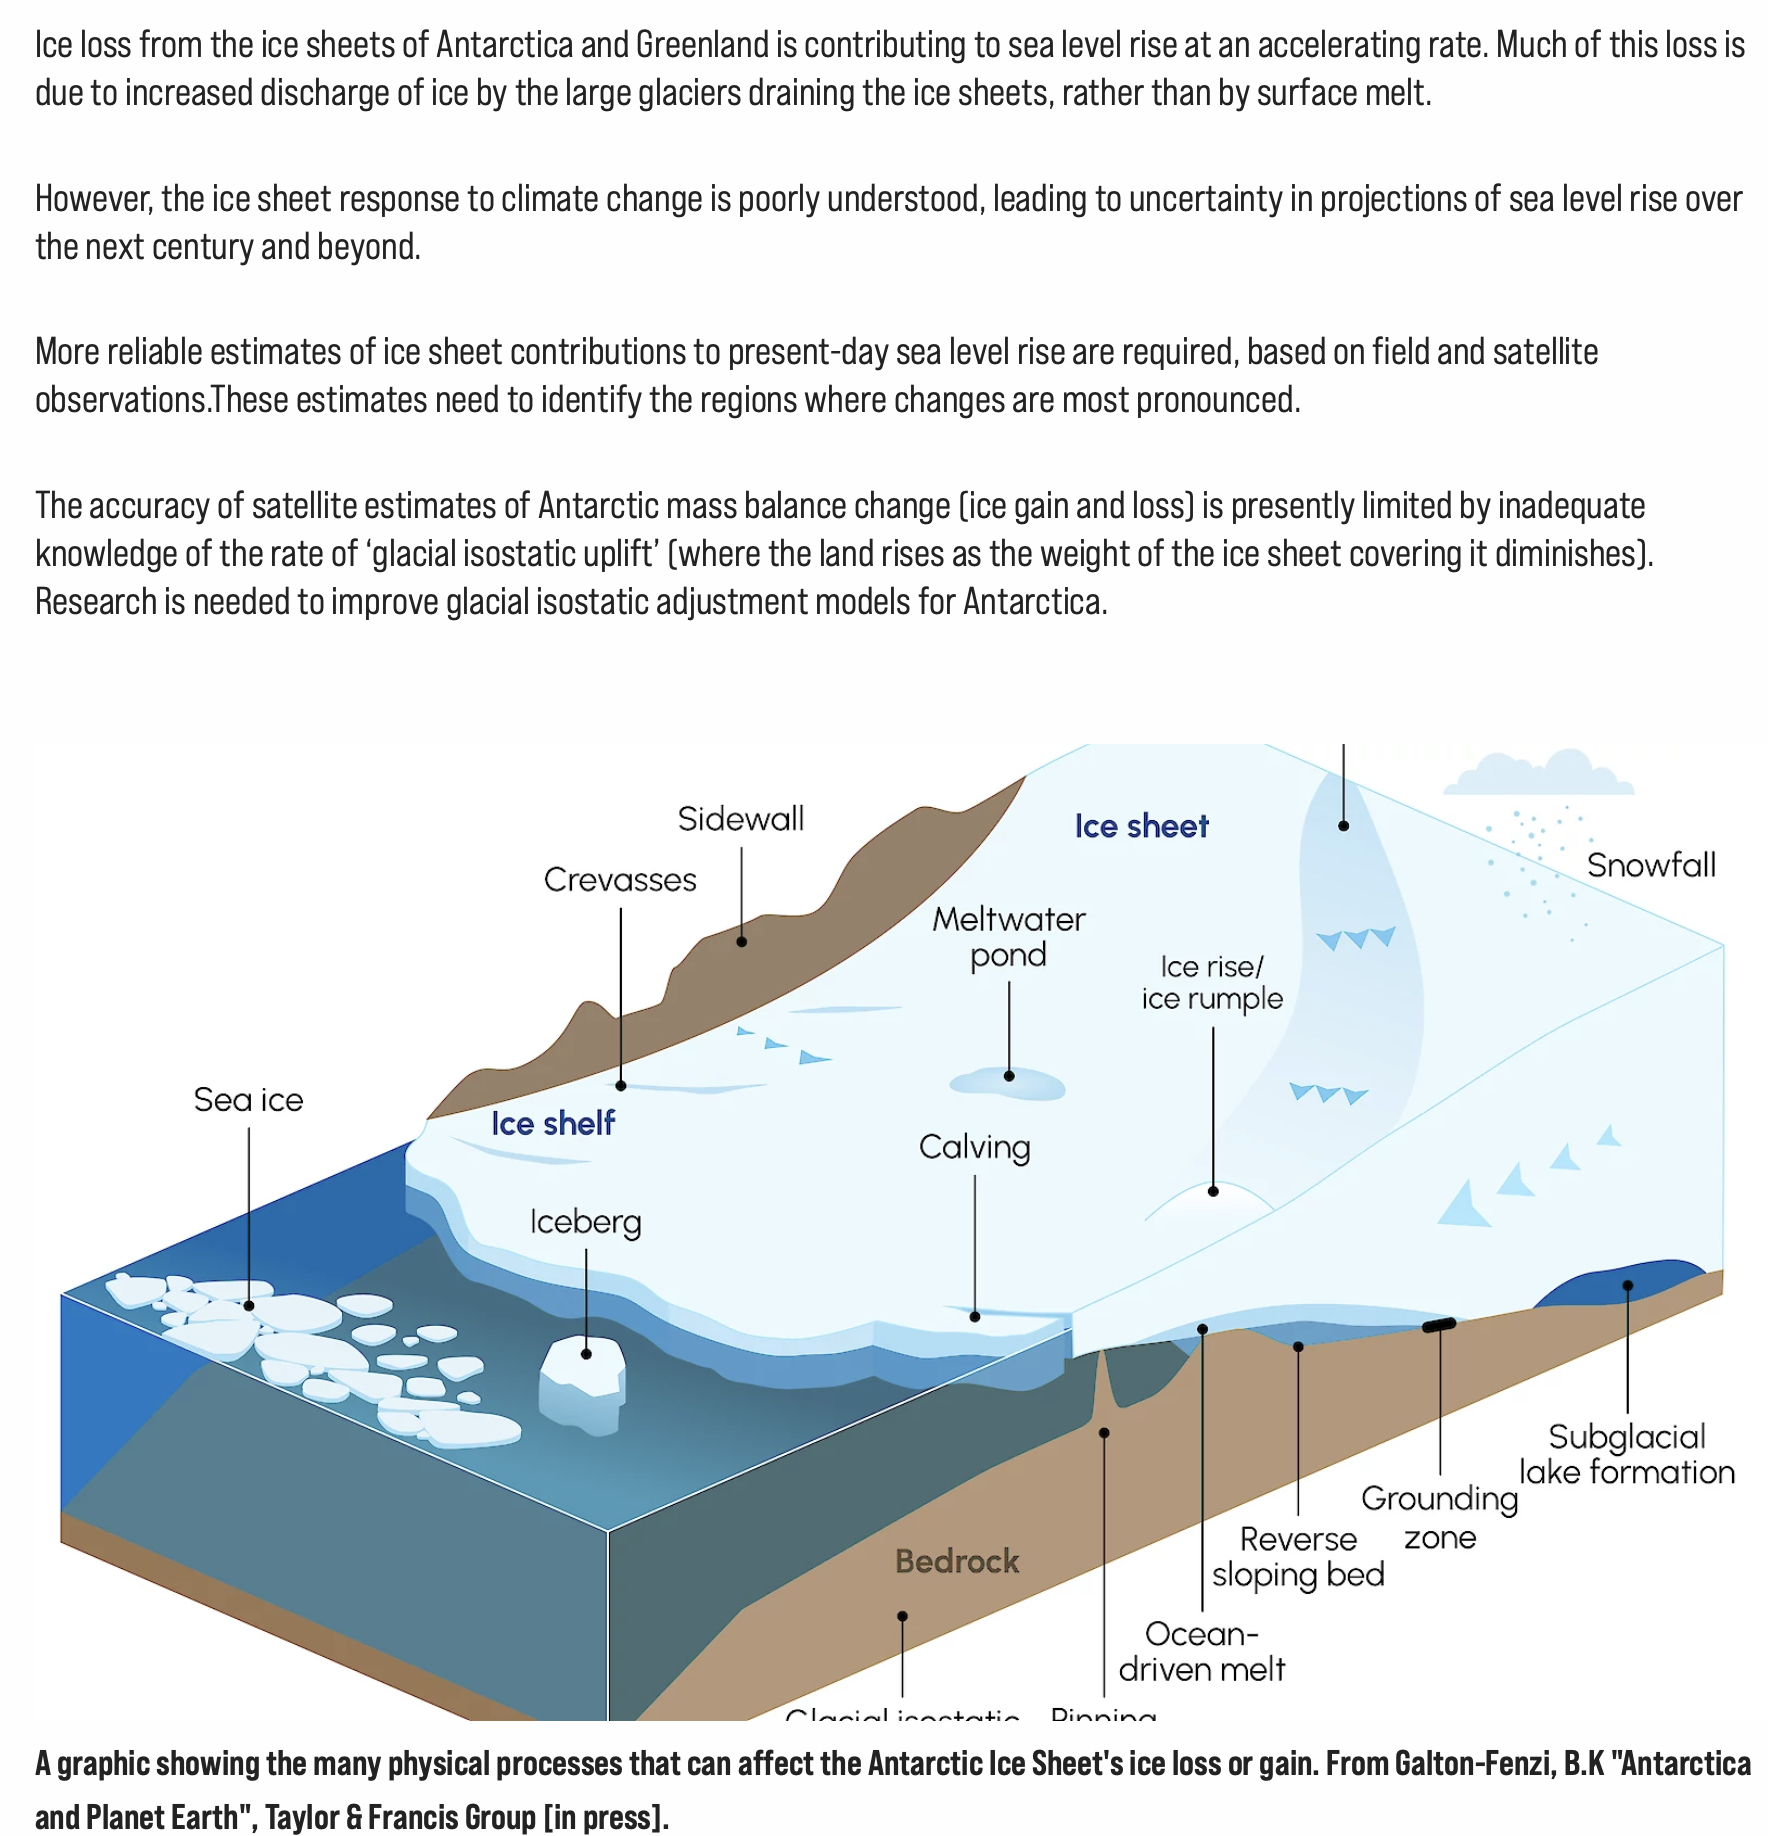 Ice loss from the ice sheets of Antarctica and Greenland is contributing to sea level rise at an accelerating rate. Much of this loss is
due to increased discharge of ice by the large glaciers draining the ice sheets, rather than by surface melt.
However, the ice sheet response to climate change is poorly understood, leading to uncertainty in projections of sea level rise over
the next century and beyond.
More reliable estimates of ice sheet contributions to present-day sea level rise are required, based on field and satellite
observations.These estimates need to identify the regions where changes are most pronounced.
The accuracy of satellite estimates of Antarctic mass balance change (ice gain and loss) is presently limited by inadequate
knowledge of the rate of ‘glacial isostatic uplift’ (where the land rises as the weight of the ice sheet covering it diminishes).
Research is needed to improve glacial isostatic adjustment models for Antarctica.
Sidewall
Ice sheet
Snowfall
Crevasses
Meltwater
pond
Ice rise/
ice rumple
Sea ice
Ice shelf
Calving
Iceberg
Subglacial
lake formation
Grounding
zone
Reverse
sloping bed
Bedrock
Ocean-
driven melt
Glacial isostatic
Pinning
A graphic showing the many physical processes that can affect the Antarctic Ice Sheet's ice loss or gain. From Galton-Fenzi, B.K "Antarctica
and Planet Earth", Taylor & Francis Group [in press].